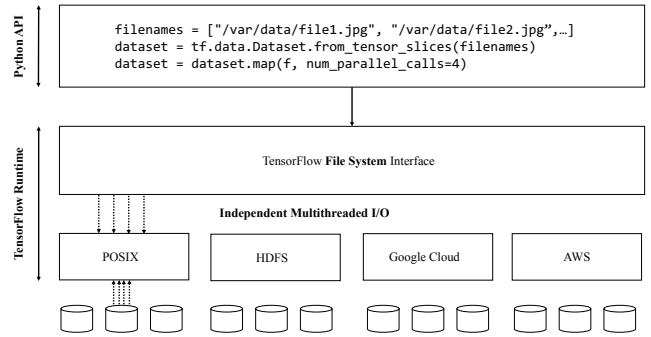 Python API
filenames = ["/var/data/file1.jpg", "/var/data/file2.jpg”,…]
dataset = tf.data.Dataset.from_tensor_slices(filenames)
dataset = dataset.map(f, num_parallel_calls=4)
TensorFlow Runtime
TensorFlow File System Interface
Independent Multithreaded I/O
POSIX
HDFS
Google Cloud
AWS